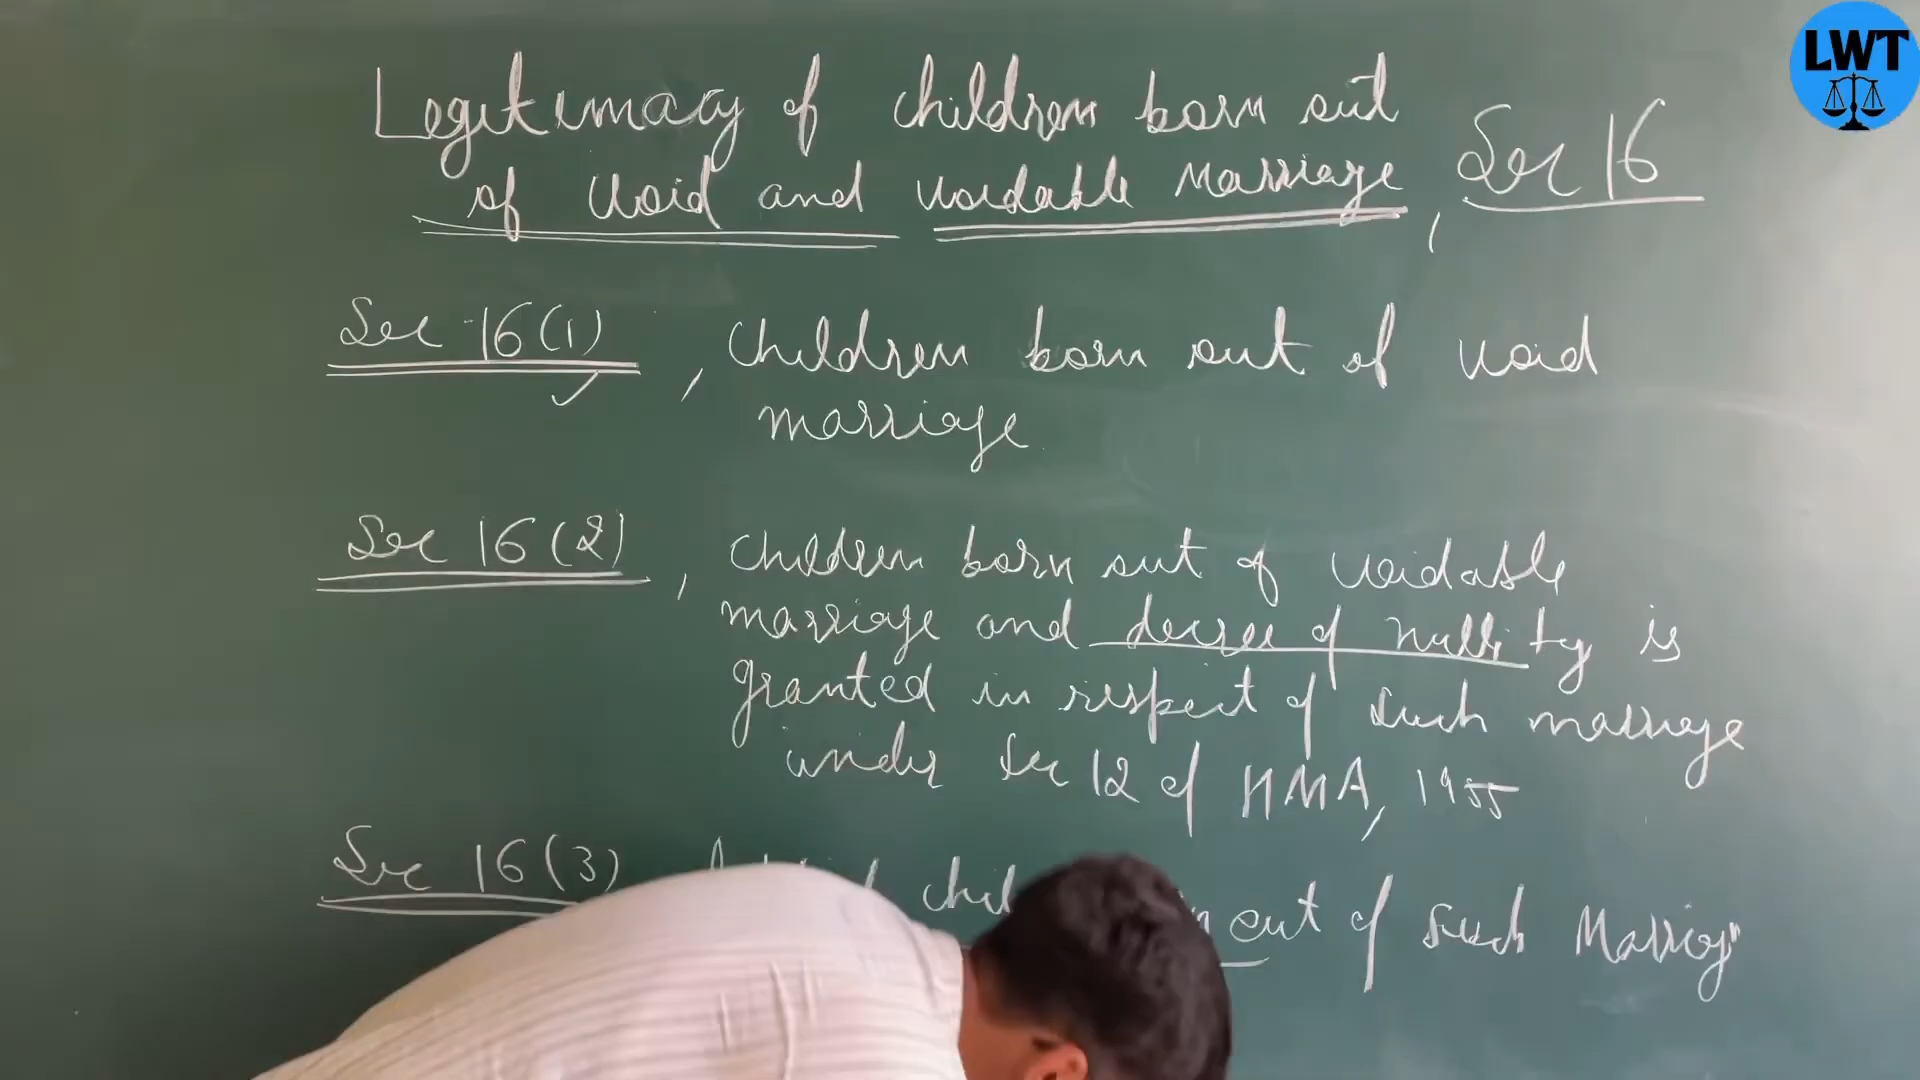 LWT
Legitimacy of children born out
of void and voidable Marriage, Sec 16
Sec 16(1), children born out of void
marriage
Sec 16(2), children born out of voidable
marriage and decree of nullity is
granted in respect of such marriage
under Sec 12 of HMA, 1955
Sec 16(3) out of such